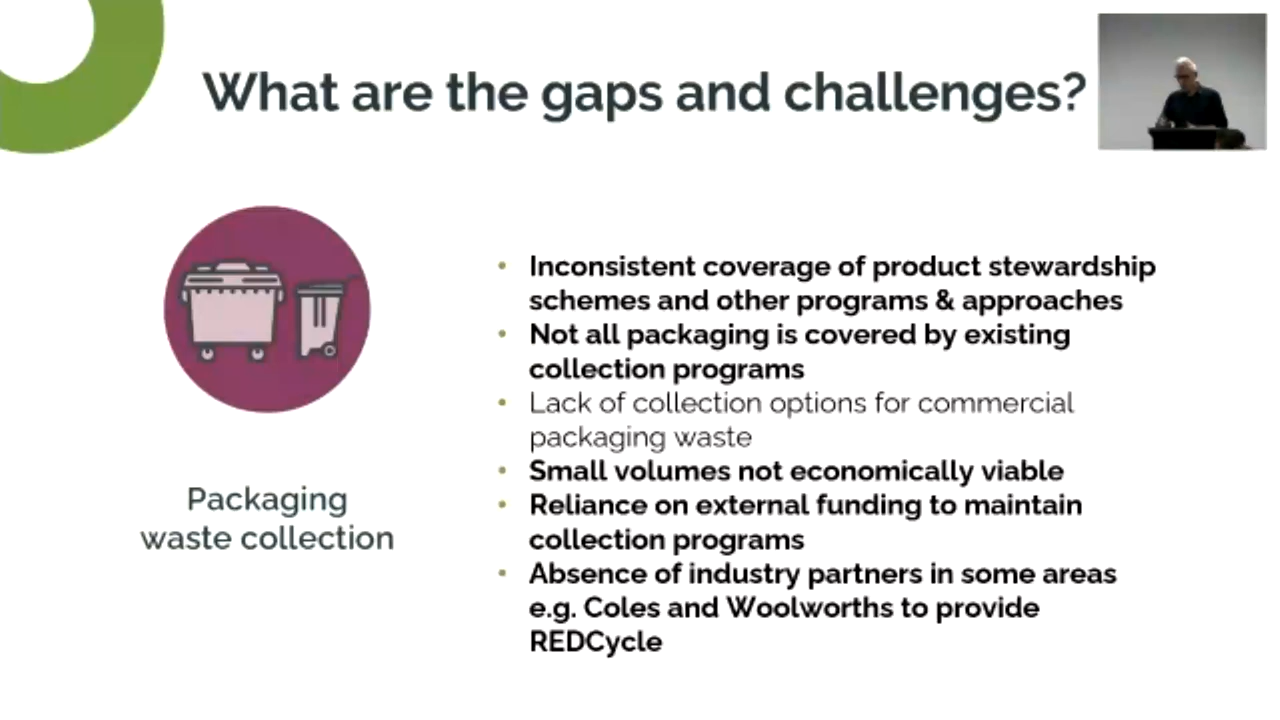 What are the gaps and challenges?
Packaging
waste collection
• Inconsistent coverage of product stewardship
schemes and other programs & approaches
• Not all packaging is covered by existing
collection programs
• Lack of collection options for commercial
packaging waste
• Small volumes not economically viable
• Reliance on external funding to maintain
collection programs
• Absence of industry partners in some areas
e.g. Coles and Woolworths to provide
REDCycle